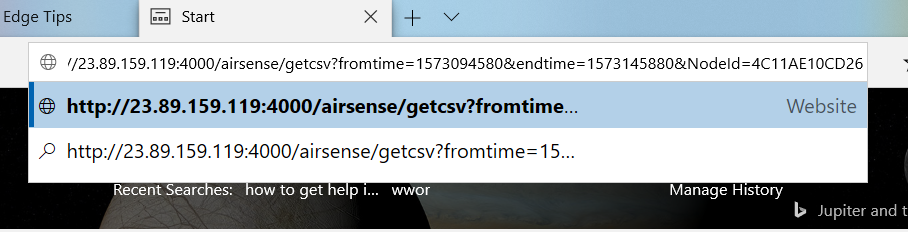 Edge Tips
Start
//23.89.159.119:4000/airsense/getcsv?fromtime=1573094580&endtime=1573145880&NodeId=4C11AE10CD26
http://23.89.159.119:4000/airsense/getcsv?fromtime... Website
http://23.89.159.119:4000/airsense/getcsv?fromtime=15...
Recent Searches: how to get help i... wwor Manage History
Jupiter and t